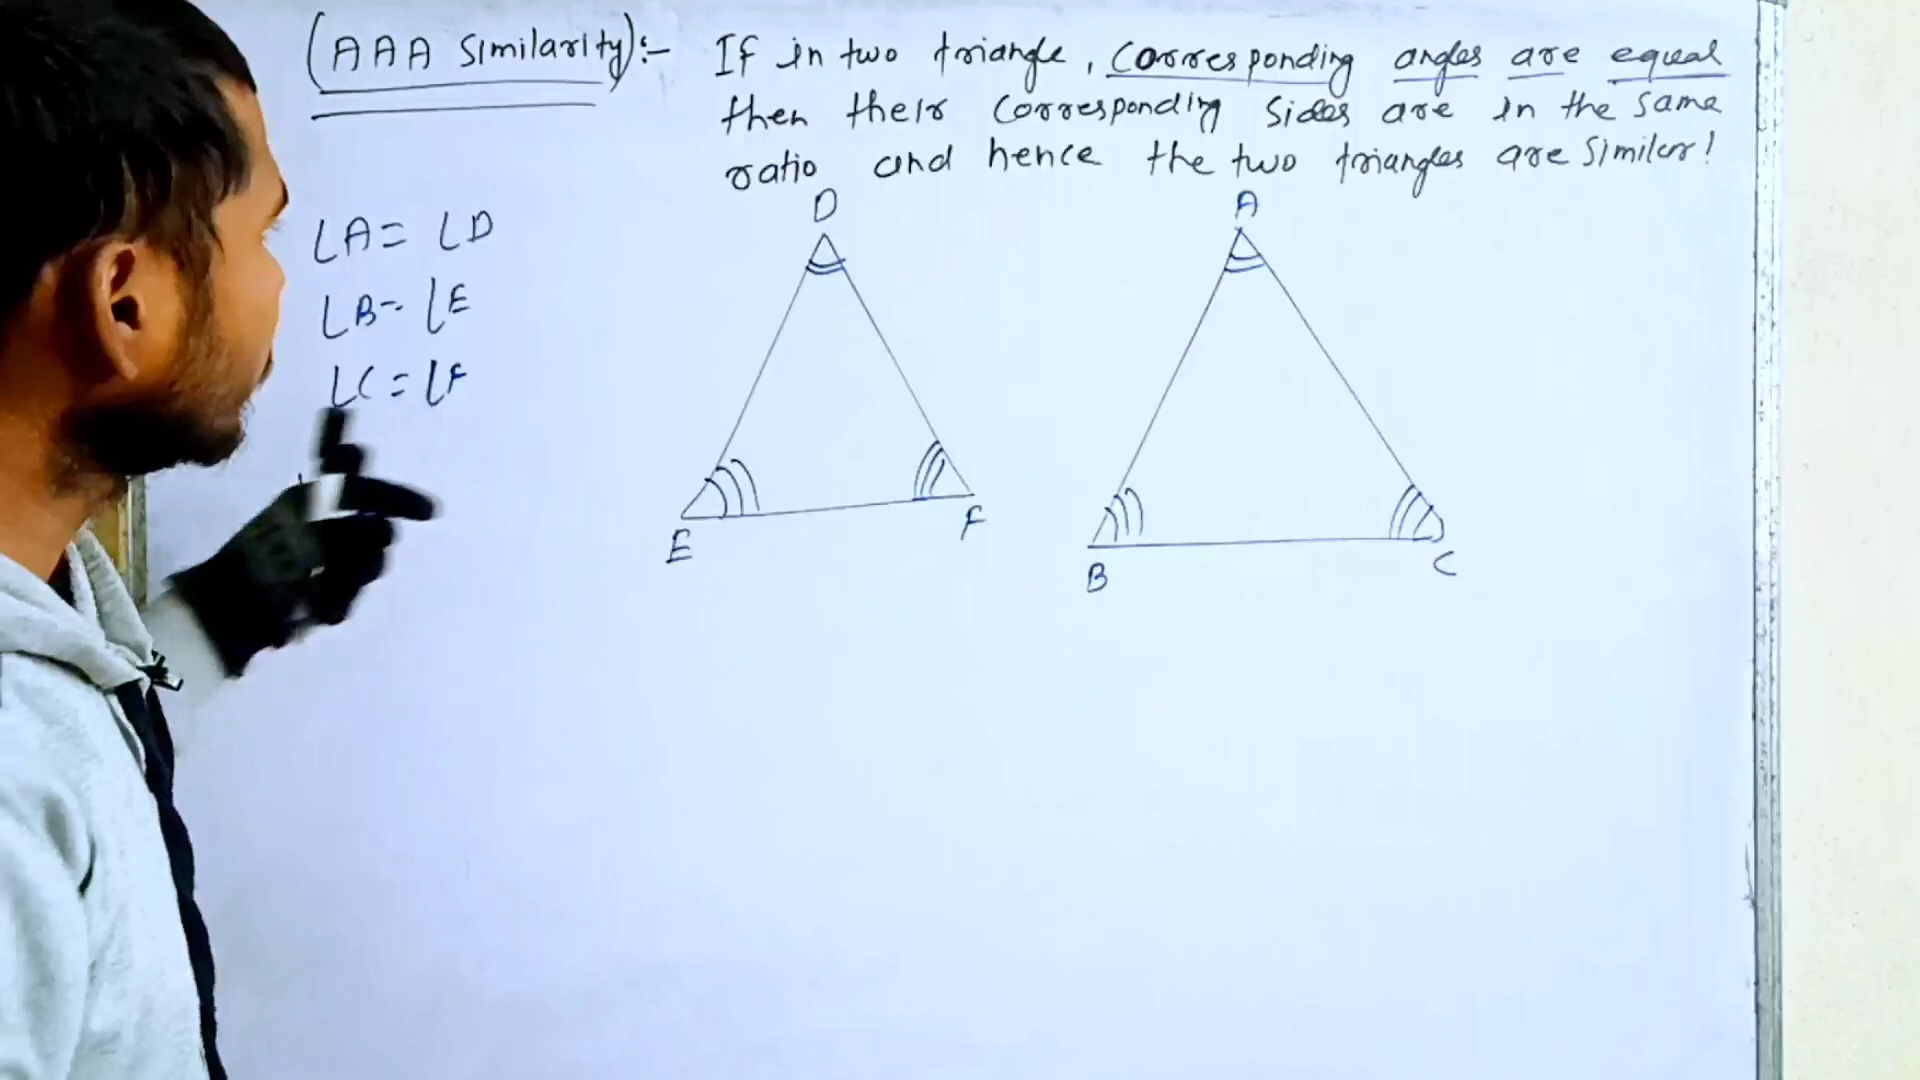 (AAA Similarity):- If in two triangle, corresponding angles are equal
then their corresponding sides are in the same
ratio and hence the two triangles are similar!
∠A = ∠D
∠B = ∠E
∠C = ∠F
D
A
E
F
B
C